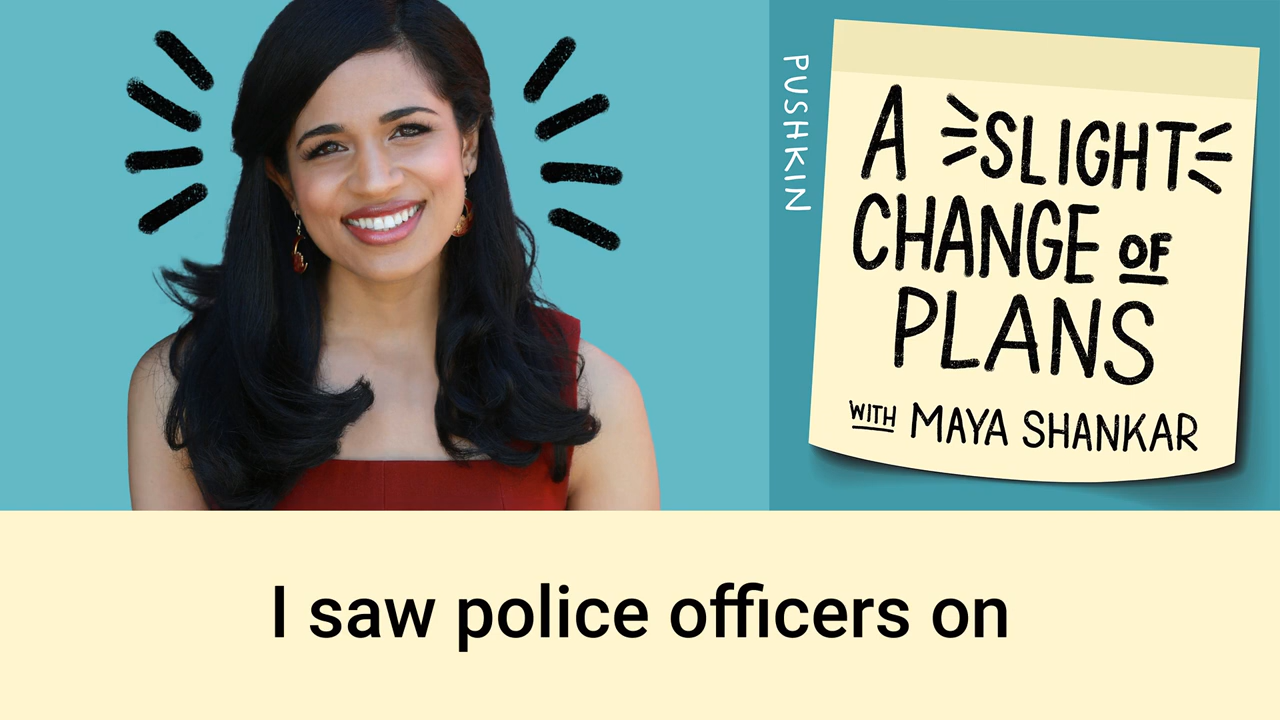 PUSHKIN
A SLIGHT
CHANGE OF
PLANS
WITH MAYA SHANKAR
I saw police officers on